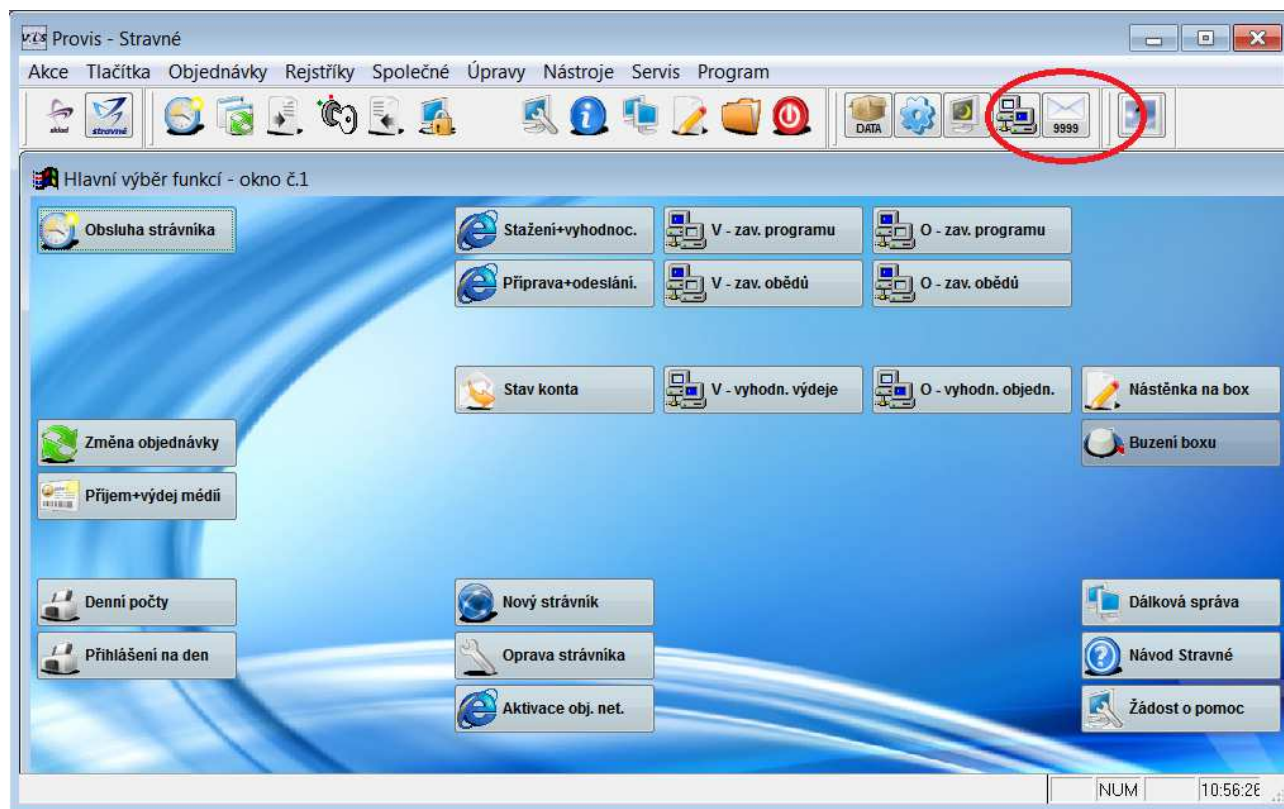 vis Provis - Stravné
Akce Tlačítka Objednávky Rejstříky Společné Úpravy Nástroje Servis Program
sklad stravné DATA 9999
Hlavní výběr funkcí - okno č.1
Obsluha strávníka Stažení+vyhodnoc. V - zav. programu O - zav. programu
Příprava+odeslání. V - zav. obědů O - zav. obědů
Stav konta V - vyhodn. výdeje O - vyhodn. objedn. Nástěnka na box
Změna objednávky Buzení boxu
Příjem+výdej médií
Denní počty Nový strávník Dálková správa
Přihlášení na den Oprava strávníka Návod Stravné
Aktivace obj. net. Žádost o pomoc
NUM 10:56:26